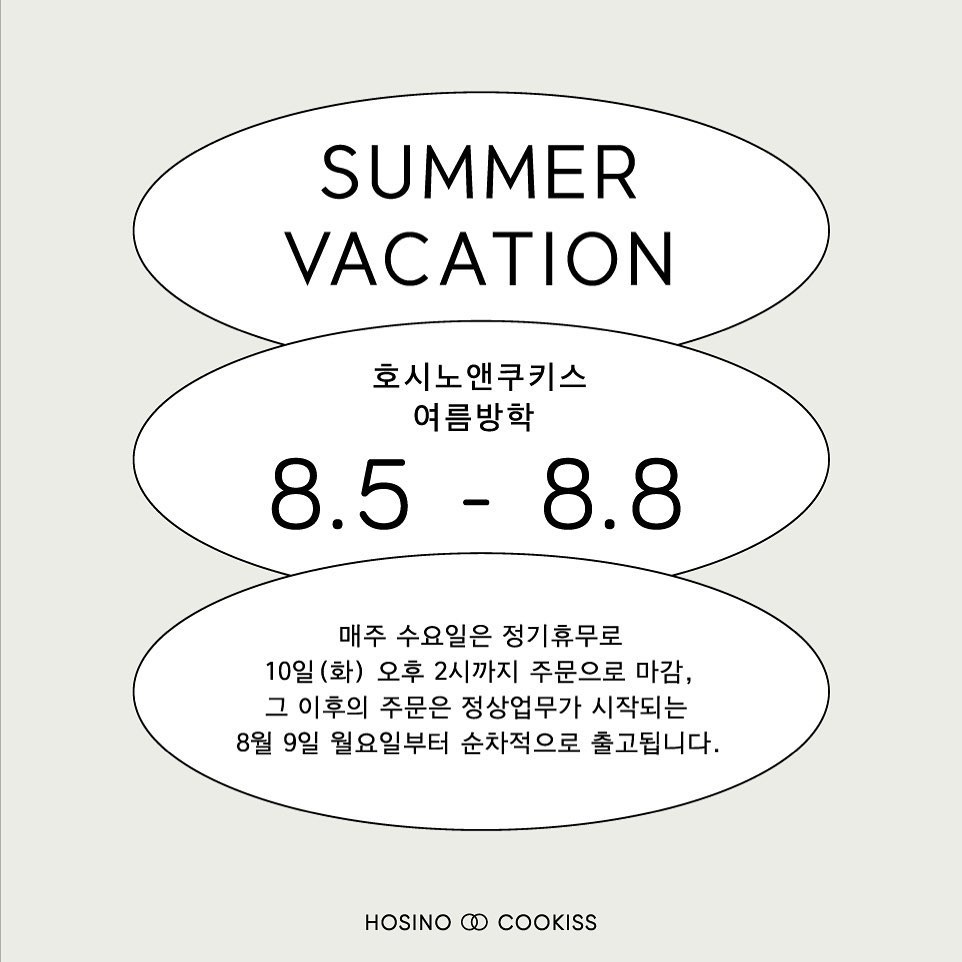 SUMMER
VACATION
호시노앤쿠키스
여름방학
8.5 - 8.8
매주 수요일은 정기휴무로
10일(화) 오후 2시까지 주문으로 마감,
그 이후의 주문은 정상업무가 시작되는
8월 9일 월요일부터 순차적으로 출고됩니다.
HOSINO COOKISS